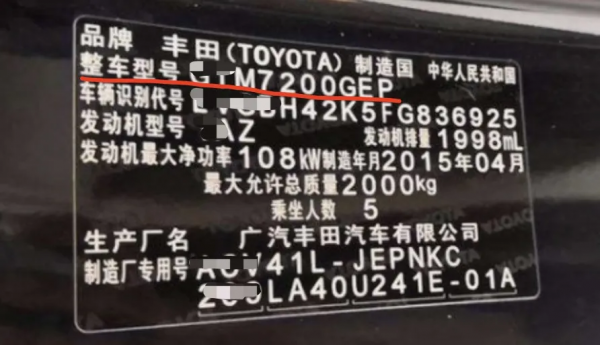 品牌 丰田(TOYOTA) 制造国 中华人民共和国
整车型号 GTM7200GEP
车辆识别代号 BH42K5FG836925
发动机型号 AZ 发动机排量 1998mL
发动机最大净功率 108kW 制造年月 2015年04月
最大允许总质量 2000kg
乘坐人数 5
生产厂名 广汽丰田汽车有限公司
制造厂专用号 41L-JEPNKC
LA40U241E-01A